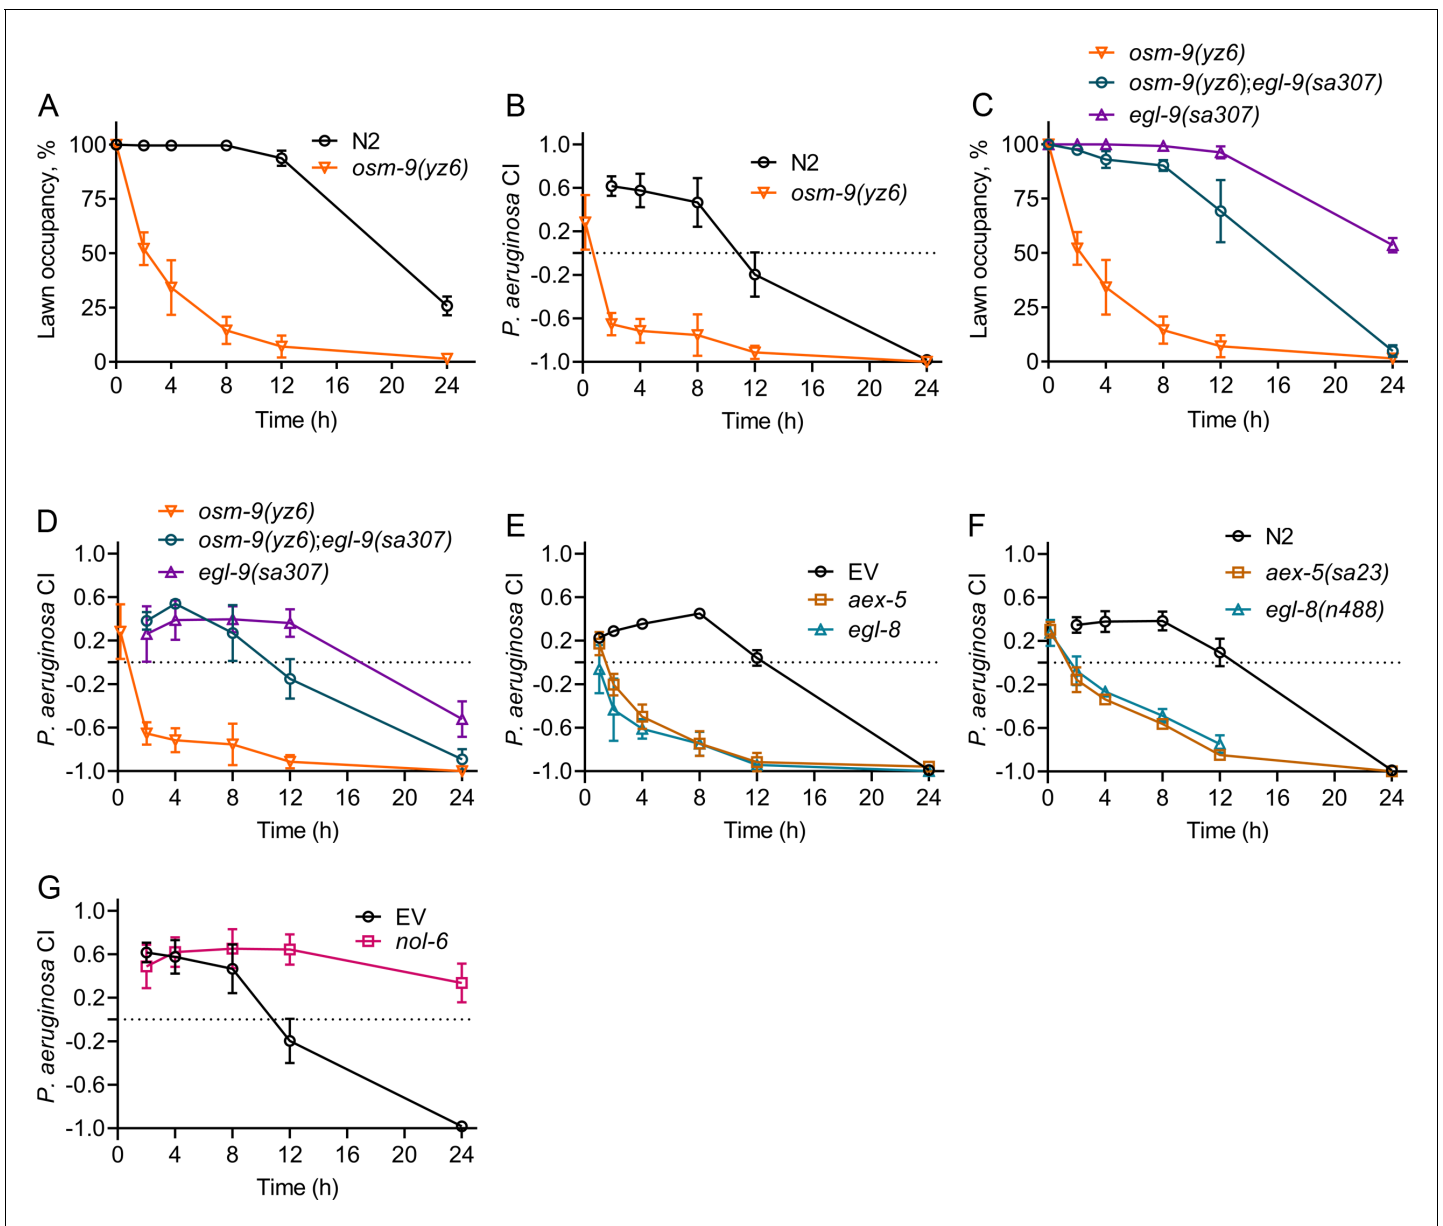 A
N2
osm-9(yz6)
Lawn occupancy, %
100
75
50
25
0
0 4 8 12 16 20 24
Time (h)
B
N2
osm-9(yz6)
P. aeruginosa CI
1.0
0.6
0.2
-0.2
-0.6
-1.0
0 4 8 12 16 20 24
Time (h)
C
osm-9(yz6)
osm-9(yz6);egl-9(sa307)
egl-9(sa307)
Lawn occupancy, %
100
75
50
25
0
0 4 8 12 16 20 24
Time (h)
D
osm-9(yz6)
osm-9(yz6);egl-9(sa307)
egl-9(sa307)
P. aeruginosa CI
1.0
0.6
0.2
-0.2
-0.6
-1.0
0 4 8 12 16 20 24
Time (h)
E
EV
aex-5
egl-8
P. aeruginosa CI
1.0
0.6
0.2
-0.2
-0.6
-1.0
0 4 8 12 16 20 24
Time (h)
F
N2
aex-5(sa23)
egl-8(n488)
P. aeruginosa CI
1.0
0.6
0.2
-0.2
-0.6
-1.0
0 4 8 12 16 20 24
Time (h)
G
EV
nol-6
P. aeruginosa CI
1.0
0.6
0.2
-0.2
-0.6
-1.0
0 4 8 12 16 20 24
Time (h)